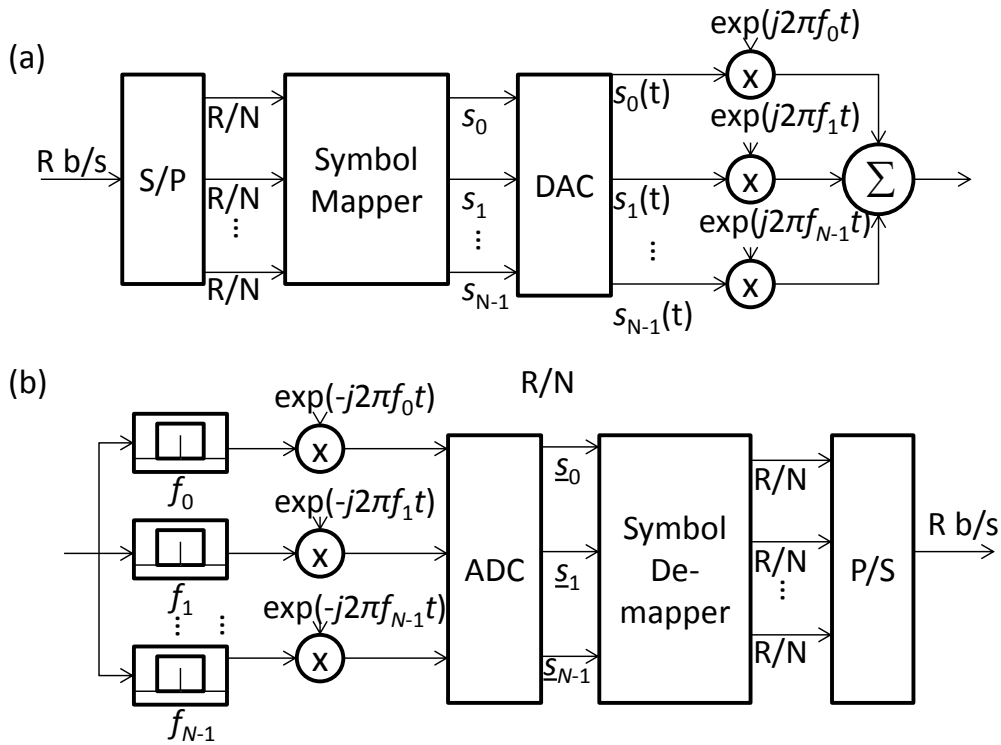 (a)
exp(j2πf0t)
R b/s
S/P
R/N
R/N
⋮
R/N
Symbol
Mapper
s0
s1
⋮
sN-1
DAC
s0(t)
s1(t)
⋮
sN-1(t)
x
exp(j2πf1t)
x
exp(j2πfN-1t)
x
Σ
(b)
R/N
f0
f1
⋮ ⋮
fN-1
exp(-j2πf0t)
x
exp(-j2πf1t)
x
exp(-j2πfN-1t)
x
ADC
s0
s1
sN-1
Symbol
De-
mapper
R/N
R/N
⋮
R/N
P/S
R b/s